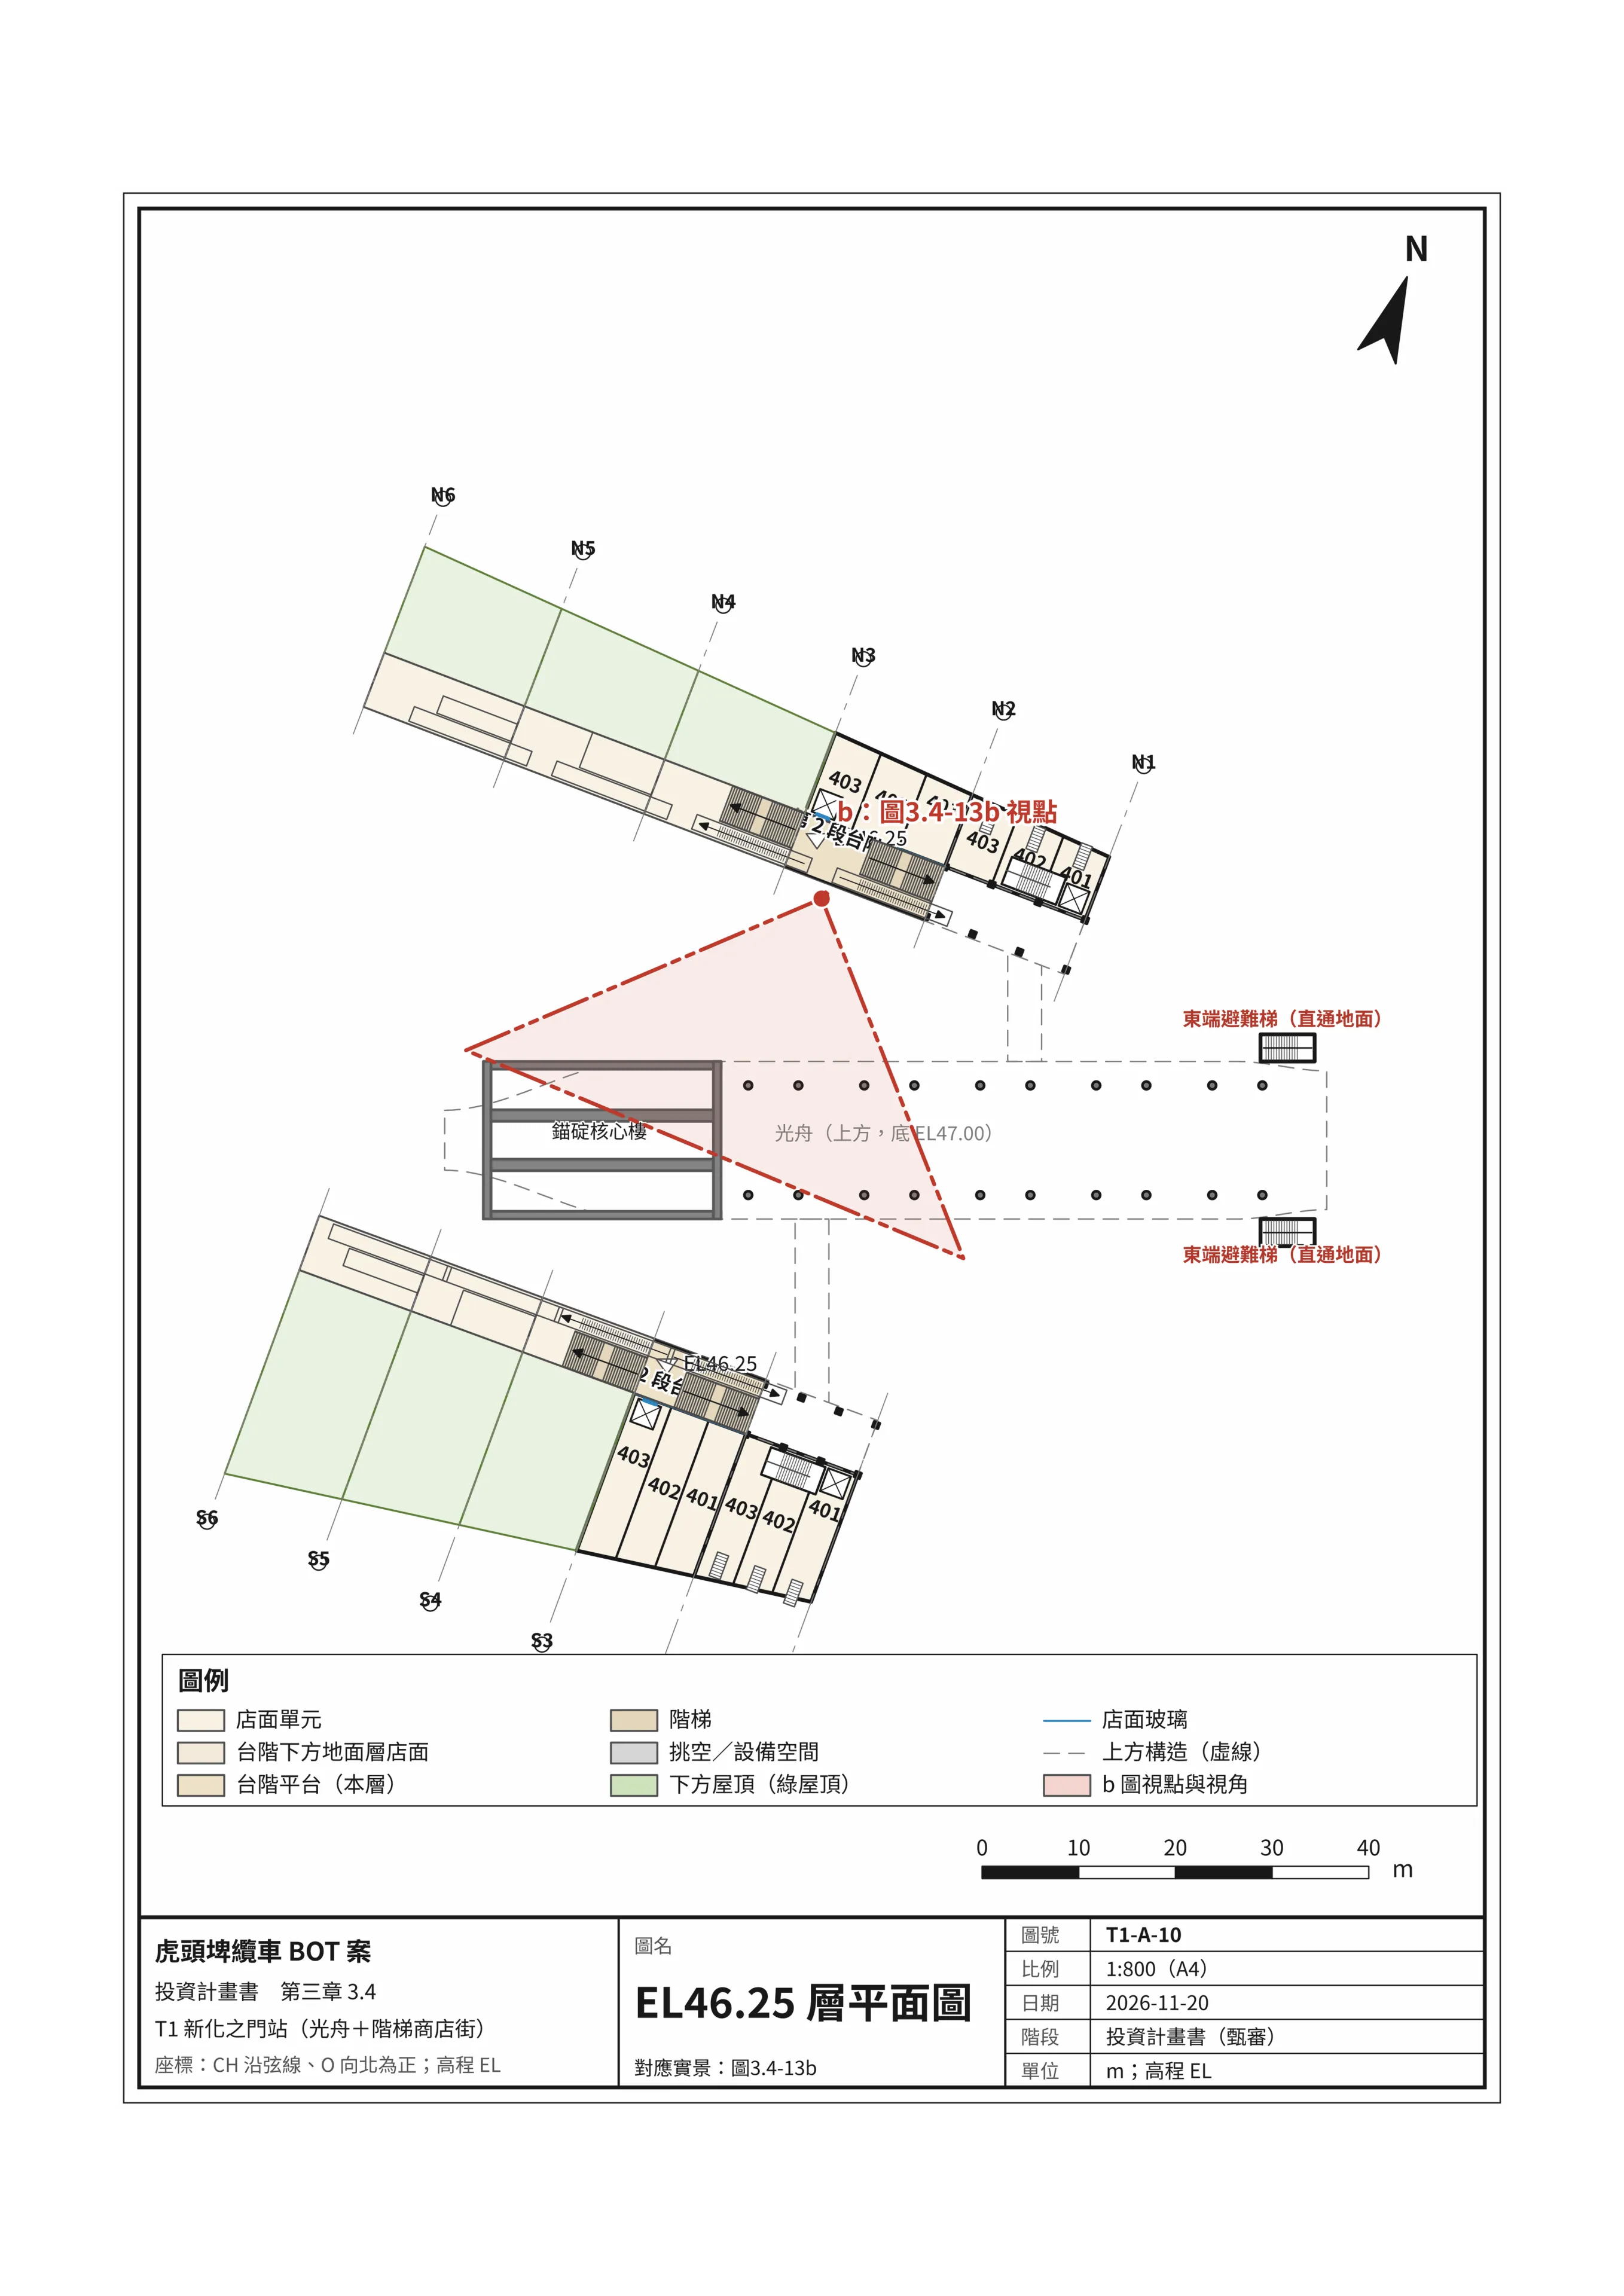 N
N6
N5
N4
N3
N2
N1
403
b：圖3.4-13b 視點
403
402
401
東端避難梯（直通地面）
錨碇核心樓
光舟（上方，底 EL47.00）
東端避難梯（直通地面）
EL46.25
403
402
401
403
402
401
S6
S5
S4
S3
圖例
店面單元
階梯
店面玻璃
台階下方地面層店面
挑空／設備空間
上方構造（虛線）
台階平台（本層）
下方屋頂（綠屋頂）
b 圖視點與視角
0 10 20 30 40 m
虎頭埤纜車 BOT 案
投資計畫書　第三章 3.4
T1 新化之門站（光舟＋階梯商店街）
座標：CH 沿弦線、O 向北為正；高程 EL
圖名
EL46.25 層平面圖
對應實景：圖3.4-13b
圖號 T1-A-10
比例 1:800（A4）
日期 2026-11-20
階段 投資計畫書（甄審）
單位 m；高程 EL